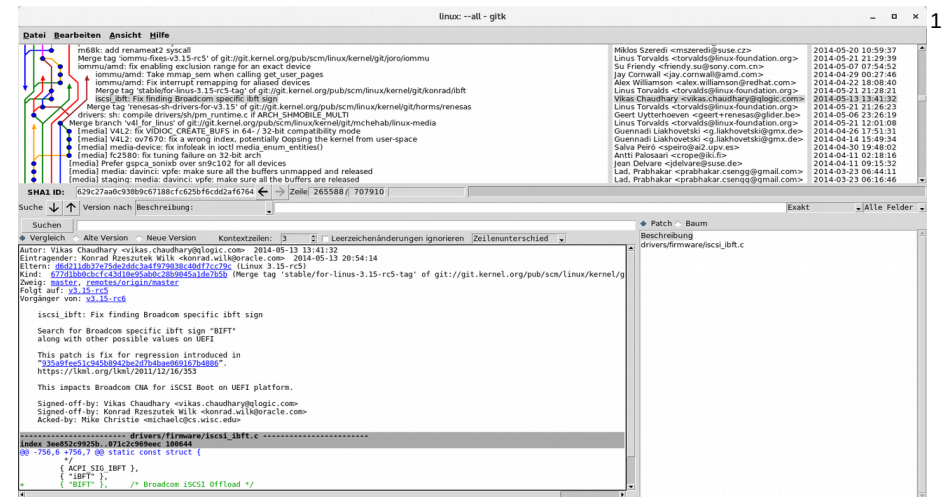 linux: --all - gitk
1
Datei Bearbeiten Ansicht Hilfe
m68k: add renameat2 syscall Miklos Szeredi <mszeredi@suse.cz> 2014-05-20 10:59:37
Merge tag 'iommu-fixes-v3.15-rc5' of git://git.kernel.org/pub/scm/linux/kernel/git/joro/iommu Linus Torvalds <torvalds@linux-foundation.org> 2014-05-21 21:29:39
iommu/amd: fix enabling exclusion range for an exact device Su Friendy <friendy.su@sony.com.cn> 2014-05-07 07:54:52
iommu/amd: Take mmap_sem when calling get_user_pages Jay Cornwall <jay.cornwall@amd.com> 2014-04-29 00:27:46
iommu/amd: Fix interrupt remapping for aliased devices Alex Williamson <alex.williamson@redhat.com> 2014-04-22 18:08:40
Merge tag 'stable/for-linus-3.15-rc5-tag' of git://git.kernel.org/pub/scm/linux/kernel/git/konrad/ibft Linus Torvalds <torvalds@linux-foundation.org> 2014-05-21 21:28:21
iscsi_ibft: Fix finding Broadcom specific ibft sign Vikas Chaudhary <vikas.chaudhary@qlogic.com> 2014-05-13 13:41:32
Merge tag 'renesas-sh-drivers-for-v3.15' of git://git.kernel.org/pub/scm/linux/kernel/git/horms/renesas Linus Torvalds <torvalds@linux-foundation.org> 2014-05-21 21:26:23
drivers: sh: compile drivers/sh/pm_runtime.c if ARCH_SHMOBILE_MULTI Geert Uytterhoeven <geert+renesas@glider.be> 2014-05-06 23:26:19
Merge branch 'v4l_for_linus' of git://git.kernel.org/pub/scm/linux/kernel/git/mchehab/linux-media Linus Torvalds <torvalds@linux-foundation.org> 2014-05-21 12:01:08
[media] V4L2: fix VIDIOC_CREATE_BUFS in 64- / 32-bit compatibility mode Guennadi Liakhovetski <g.liakhovetski@gmx.de> 2014-04-26 17:51:31
[media] V4L2: ov7670: fix a wrong index, potentially Oopsing the kernel from user-space Guennadi Liakhovetski <g.liakhovetski@gmx.de> 2014-04-14 15:49:34
[media] media-device: fix infoleak in ioctl media_enum_entities() Salva Peiró <speiro@ai2.upv.es> 2014-04-30 19:48:02
[media] fc2580: fix tuning failure on 32-bit arch Antti Palosaari <crope@iki.fi> 2014-04-11 02:18:16
[media] Prefer gspca_sonixb over sn9c102 for all devices Jean Delvare <jdelvare@suse.de> 2014-04-11 09:15:32
[media] media: davinci: vpfe: make sure all the buffers unmapped and released Lad, Prabhakar <prabhakar.csengg@gmail.com> 2014-03-23 06:44:11
[media] staging: media: davinci: vpfe: make sure all the buffers are released Lad, Prabhakar <prabhakar.csengg@gmail.com> 2014-03-23 06:16:46
SHA1 ID: 629c27aa0c930b9c67188cfc625bf6cdd2af6764 Zeile 265588 / 707910
Suche Version nach Beschreibung: Exakt Alle Felder
Suchen Patch Baum
Vergleich Alte Version Neue Version Kontextzeilen: 3 Leerzeichenänderungen ignorieren Zeilenunterschied
Beschreibung
drivers/firmware/iscsi_ibft.c
Autor: Vikas Chaudhary <vikas.chaudhary@qlogic.com> 2014-05-13 13:41:32
Eintragender: Konrad Rzeszutek Wilk <konrad.wilk@oracle.com> 2014-05-13 20:54:14
Eltern: d6d211db37e75de2ddc3a4f979038c40df7cc79c (Linux 3.15-rc5)
Kind: 677d1bb0cbcfc43d10e95ab0c28b9045a1de7b5b (Merge tag 'stable/for-linus-3.15-rc5-tag' of git://git.kernel.org/pub/scm/linux/kernel/g
Zweig: master, remotes/origin/master
Folgt auf: v3.15-rc5
Vorgänger von: v3.15-rc6
iscsi_ibft: Fix finding Broadcom specific ibft sign
Search for Broadcom specific ibft sign "BIFT"
along with other possible values on UEFI
This patch is fix for regression introduced in
"935a9fee51c945b8942be2d7b4bae069167b4886".
https://lkml.org/lkml/2011/12/16/353
This impacts Broadcom CNA for iSCSI Boot on UEFI platform.
Signed-off-by: Vikas Chaudhary <vikas.chaudhary@qlogic.com>
Signed-off-by: Konrad Rzeszutek Wilk <konrad.wilk@oracle.com>
Acked-by: Mike Christie <michaelc@cs.wisc.edu>
----------------------- drivers/firmware/iscsi_ibft.c -----------------------
index 3ee852c9925b..071c2c969eec 100644
@@ -756,6 +756,7 @@ static const struct {
*/
{ ACPI_SIG_IBFT },
{ "iBFT" },
+ { "BIFT" }, /* Broadcom iSCSI Offload */